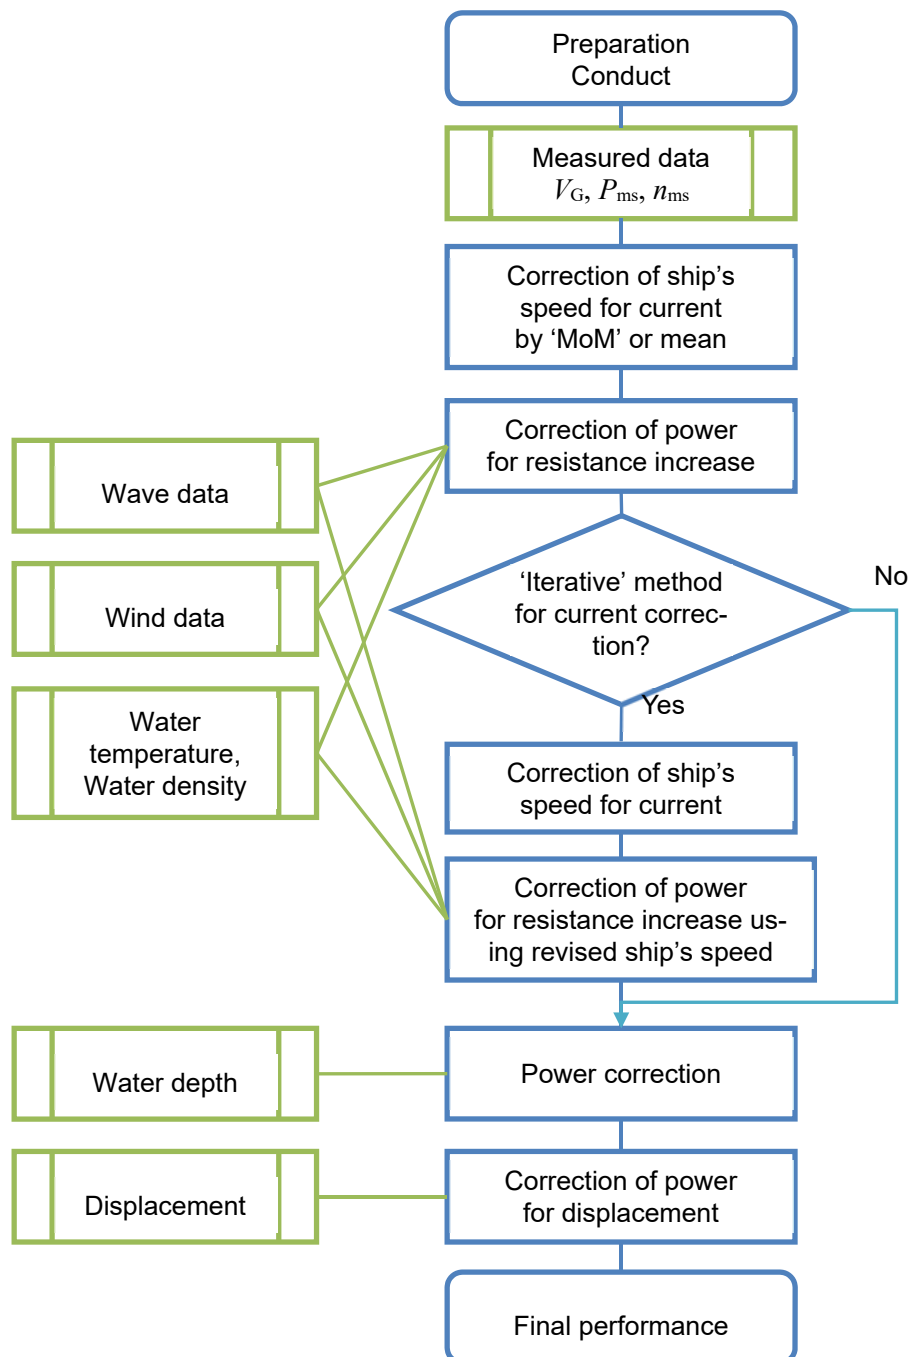 Preparation
Conduct
Measured data
V_G, P_ms, n_ms
Correction of ship’s
speed for current
by ‘MoM’ or mean
Correction of power
for resistance increase
Wave data
‘Iterative’ method
for current correc-
tion?
No
Wind data
Yes
Water
temperature,
Water density
Correction of ship’s
speed for current
Correction of power
for resistance increase us-
ing revised ship’s speed
Water depth
Power correction
Displacement
Correction of power
for displacement
Final performance